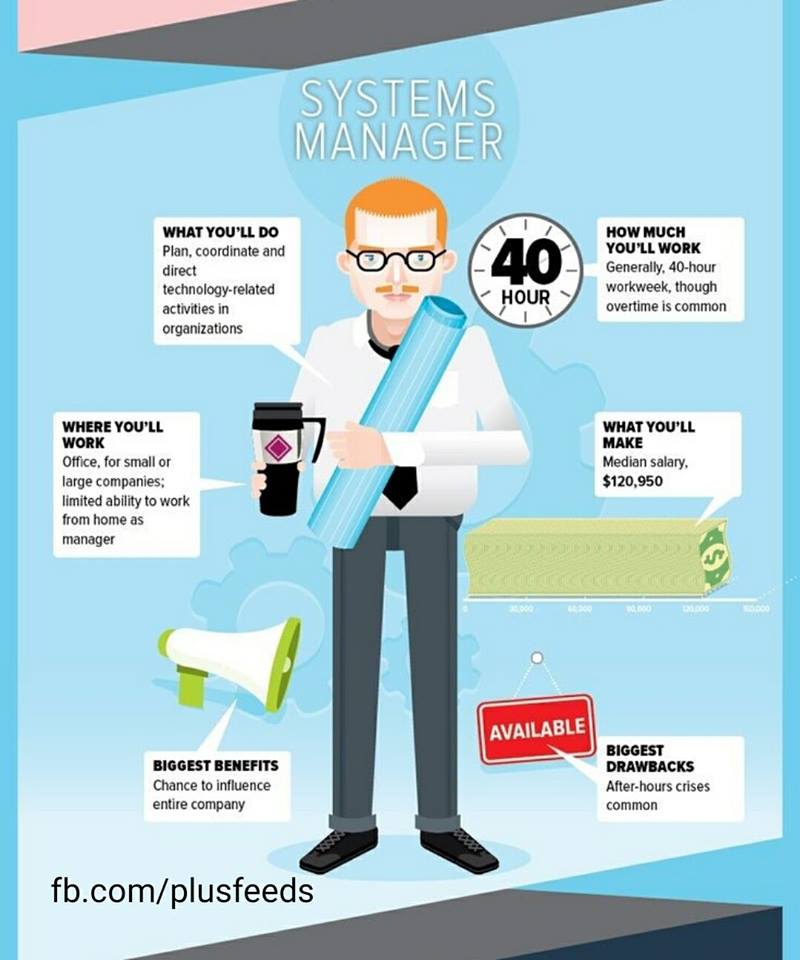 SYSTEMS
MANAGER
WHAT YOU'LL DO
Plan, coordinate and
direct
technology-related
activities in
organizations
40
HOUR
HOW MUCH
YOU'LL WORK
Generally, 40-hour
workweek, though
overtime is common
WHERE YOU'LL
WORK
Office, for small or
large companies;
limited ability to work
from home as
manager
WHAT YOU'LL
MAKE
Median salary,
$120,950
$
0 30,000 60,000 90,000 120,000 150,000
AVAILABLE
BIGGEST BENEFITS
Chance to influence
entire company
BIGGEST
DRAWBACKS
After-hours crises
common
fb.com/plusfeeds